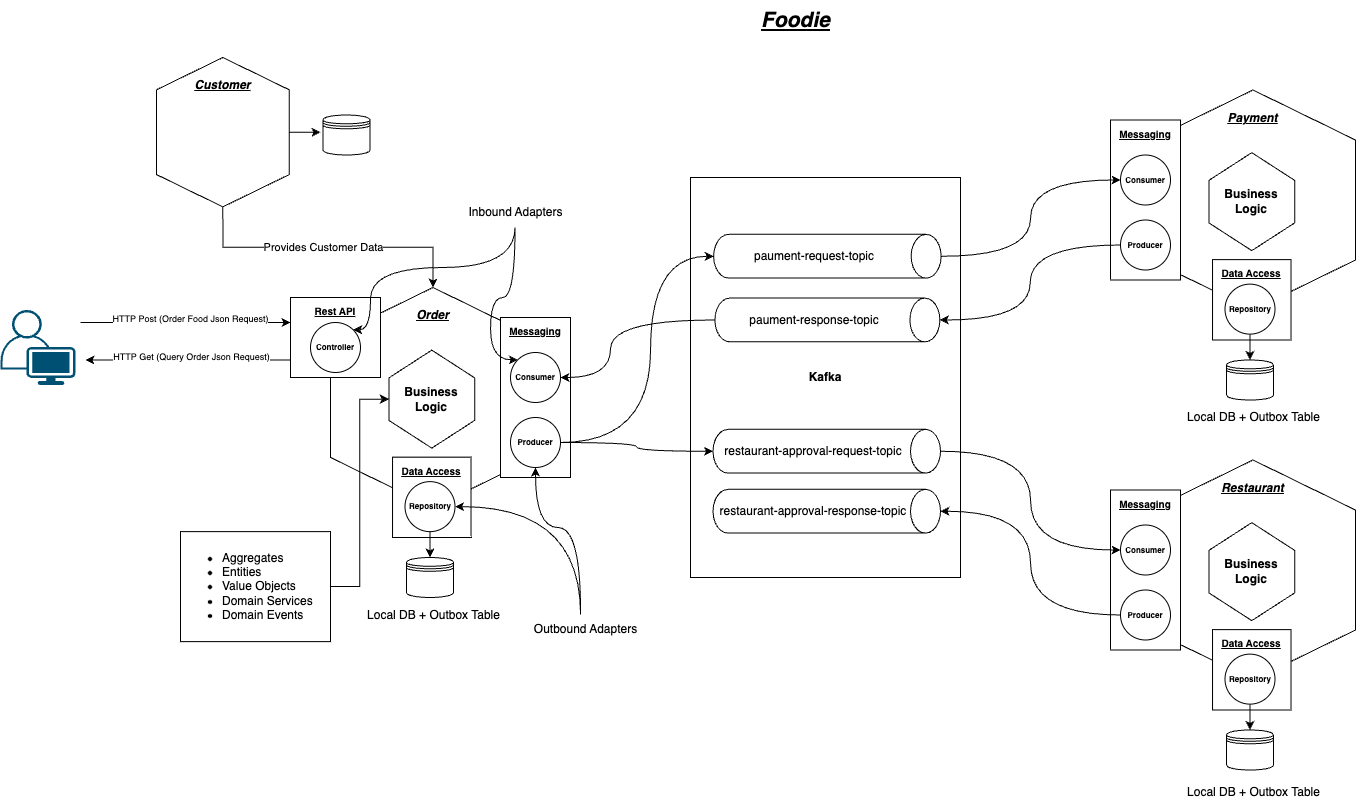 Foodie
Customer
Provides Customer Data
Inbound Adapters
HTTP Post (Order Food Json Request)
HTTP Get (Query Order Json Request)
Rest API
Controller
Order
Business
Logic
Messaging
Consumer
Producer
Data Access
Repository
Local DB + Outbox Table
• Aggregates
• Entities
• Value Objects
• Domain Services
• Domain Events
Outbound Adapters
paument-request-topic
paument-response-topic
Kafka
restaurant-approval-request-topic
restaurant-approval-response-topic
Messaging
Consumer
Producer
Payment
Business
Logic
Data Access
Repository
Local DB + Outbox Table
Messaging
Consumer
Producer
Restaurant
Business
Logic
Data Access
Repository
Local DB + Outbox Table